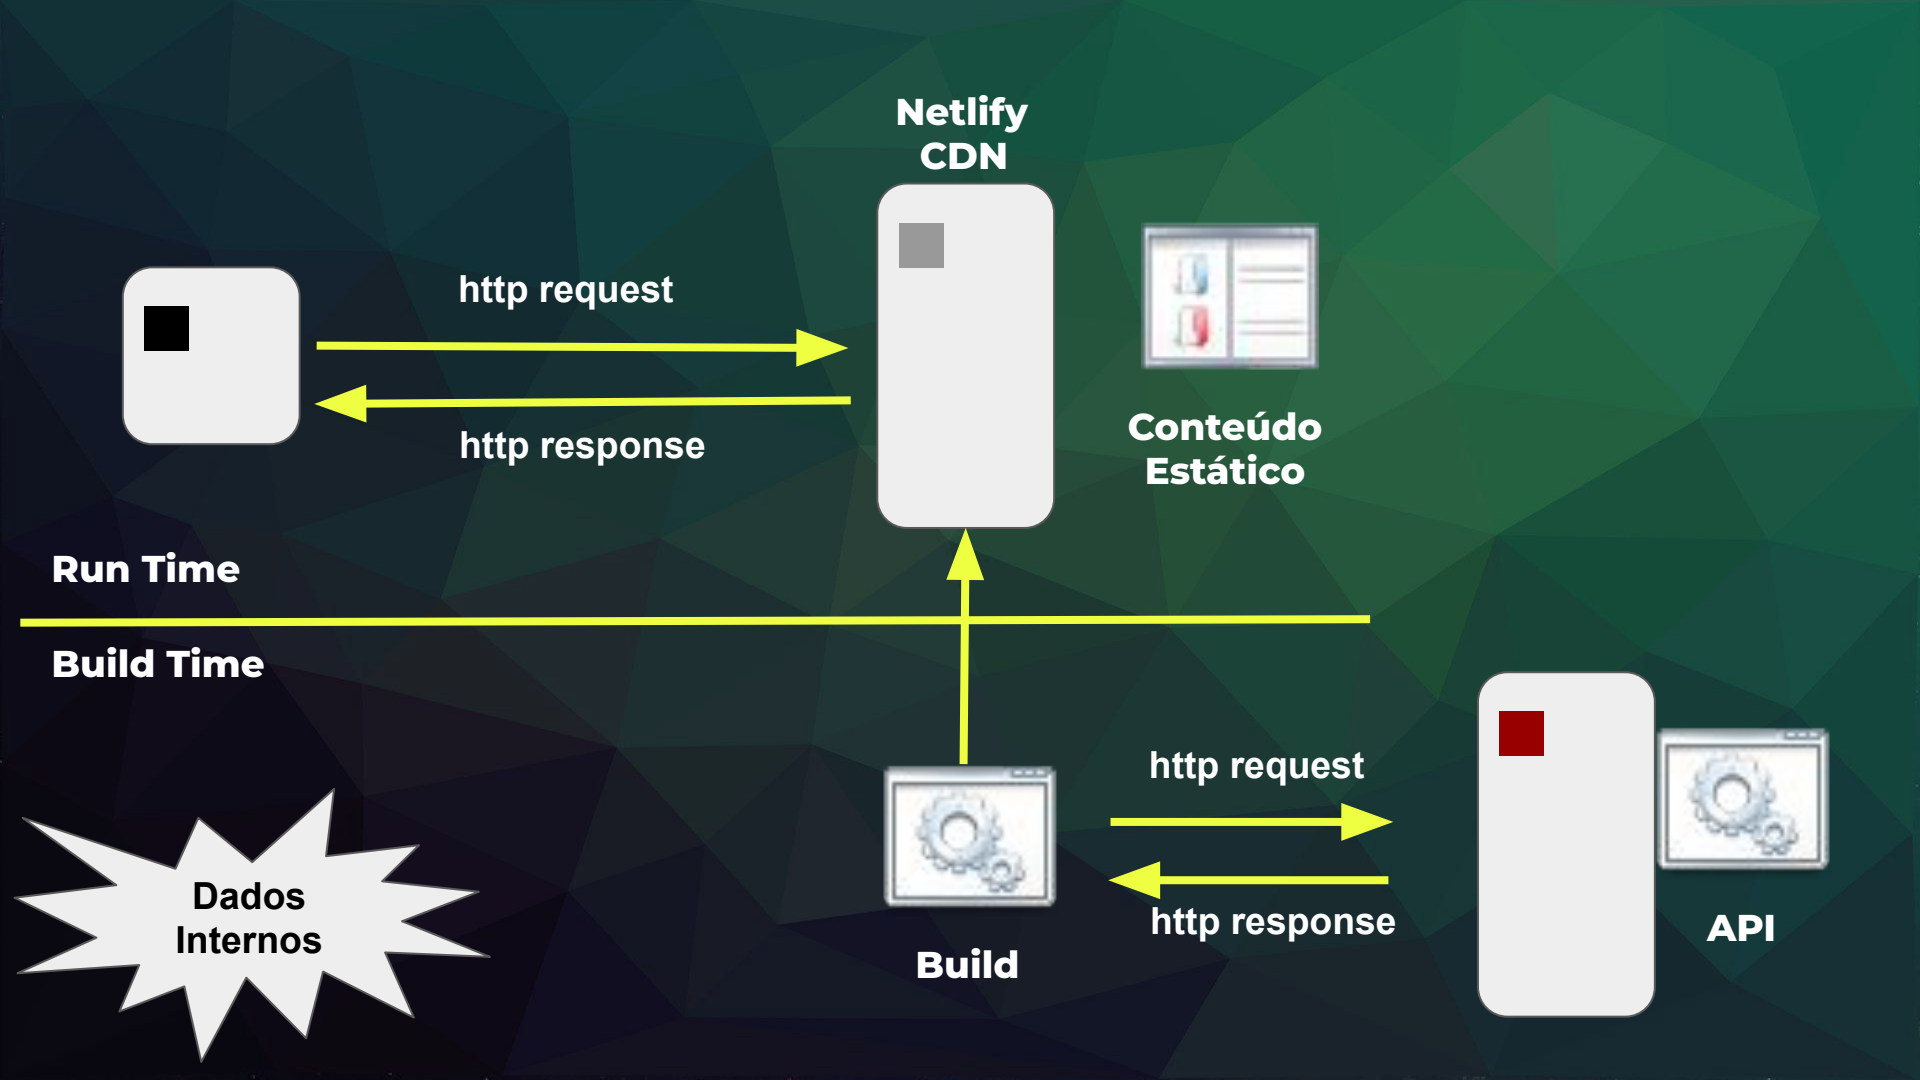 Netlify
CDN
http request
http response
Conteúdo
Estático
Run Time
Build Time
http request
http response
API
Build
Dados
Internos